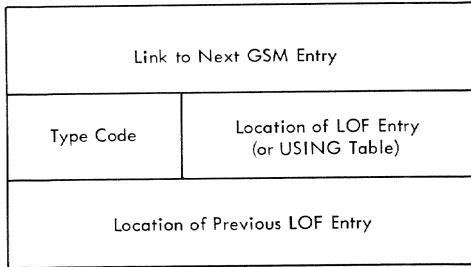 Link to Next GSM Entry
Type Code
Location of LOF Entry
(or USING Table)
Location of Previous LOF Entry